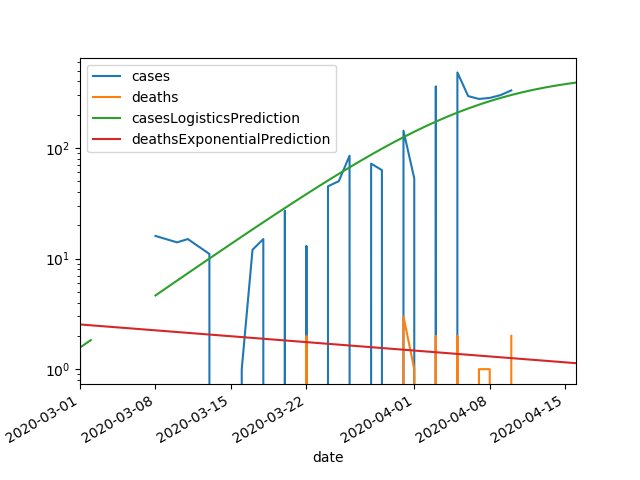 cases
deaths
casesLogisticsPrediction
deathsExponentialPrediction
10²
10¹
10⁰
2020-03-01
2020-03-08
2020-03-15
2020-03-22
2020-04-01
2020-04-08
2020-04-15
date